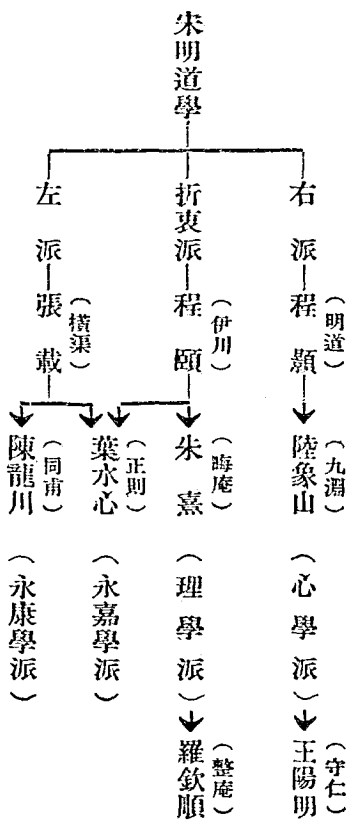 宋明道學
右派
程顥
(明道)
陸象山
(九淵)
(心學派)
王陽明
(守仁)
折衷派
程頤
(伊川)
朱熹
(晦庵)
(理學派)
羅欽順
(整庵)
葉水心
(正則)
(永嘉學派)
左派
張載
(橫渠)
陳龍川
(同甫)
(永康學派)